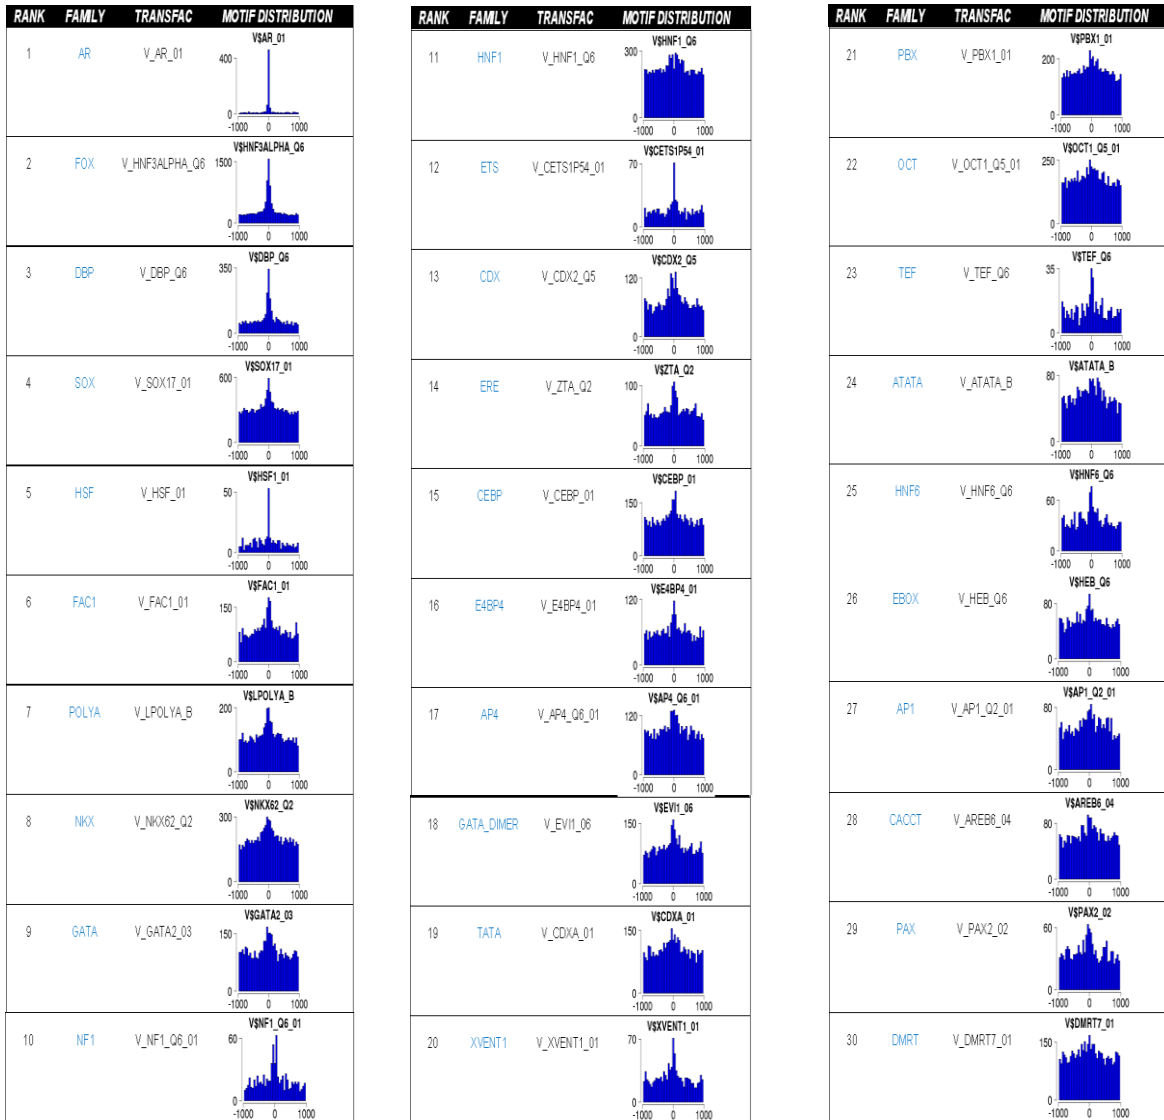 RANK FAMILY TRANSFAC MOTIF DISTRIBUTION
1 AR V_AR_01 V$AR_01
400
0
-1000 0 1000
2 FOX V_HNF3ALPHA_Q6 V$HNF3ALPHA_Q6
1500
0
-1000 0 1000
3 DBP V_DBP_Q6 V$DBP_Q6
350
0
-1000 0 1000
4 SOX V_SOX17_01 V$SOX17_01
600
0
-1000 0 1000
5 HSF V_HSF_01 V$HSF1_01
50
0
-1000 0 1000
6 FAC1 V_FAC1_01 V$FAC1_01
150
0
-1000 0 1000
7 POLYA V_LPOLYA_B V$LPOLYA_B
200
0
-1000 0 1000
8 NKX V_NKX62_Q2 V$NKX62_Q2
300
0
-1000 0 1000
9 GATA V_GATA2_03 V$GATA2_03
150
0
-1000 0 1000
10 NF1 V_NF1_Q6_01 V$NF1_Q6_01
60
0
-1000 0 1000
RANK FAMILY TRANSFAC MOTIF DISTRIBUTION
11 HNF1 V_HNF1_Q6 V$HNF1_Q6
300
0
-1000 0 1000
12 ETS V_CETS1P54_01 V$CETS1P54_01
70
0
-1000 0 1000
13 CDX V_CDX2_Q5 V$CDX2_Q5
120
0
-1000 0 1000
14 ERE V_ZTA_Q2 V$ZTA_Q2
100
0
-1000 0 1000
15 CEBP V_CEBP_01 V$CEBP_01
150
0
-1000 0 1000
16 E4BP4 V_E4BP4_01 V$E4BP4_01
120
0
-1000 0 1000
17 AP4 V_AP4_Q6_01 V$AP4_Q6_01
120
0
-1000 0 1000
18 GATA_DIMER V_EVI1_06 V$EVI1_06
150
0
-1000 0 1000
19 TATA V_CDXA_01 V$CDXA_01
150
0
-1000 0 1000
20 XVENT1 V_XVENT1_01 V$XVENT1_01
70
0
-1000 0 1000
RANK FAMILY TRANSFAC MOTIF DISTRIBUTION
21 PBX V_PBX1_01 V$PBX1_01
200
0
-1000 0 1000
22 OCT V_OCT1_Q5_01 V$OCT1_Q5_01
250
0
-1000 0 1000
23 TEF V_TEF_Q6 V$TEF_Q6
35
0
-1000 0 1000
24 ATATA V_ATATA_B V$ATATA_B
80
0
-1000 0 1000
25 HNF6 V_HNF6_Q6 V$HNF6_Q6
60
0
-1000 0 1000
26 EBOX V_HEB_Q6 V$HEB_Q6
80
0
-1000 0 1000
27 AP1 V_AP1_Q2_01 V$AP1_Q2_01
80
0
-1000 0 1000
28 CACCT V_AREB6_04 V$AREB6_04
80
0
-1000 0 1000
29 PAX V_PAX2_02 V$PAX2_02
60
0
-1000 0 1000
30 DMRT V_DMRT7_01 V$DMRT7_01
150
0
-1000 0 1000